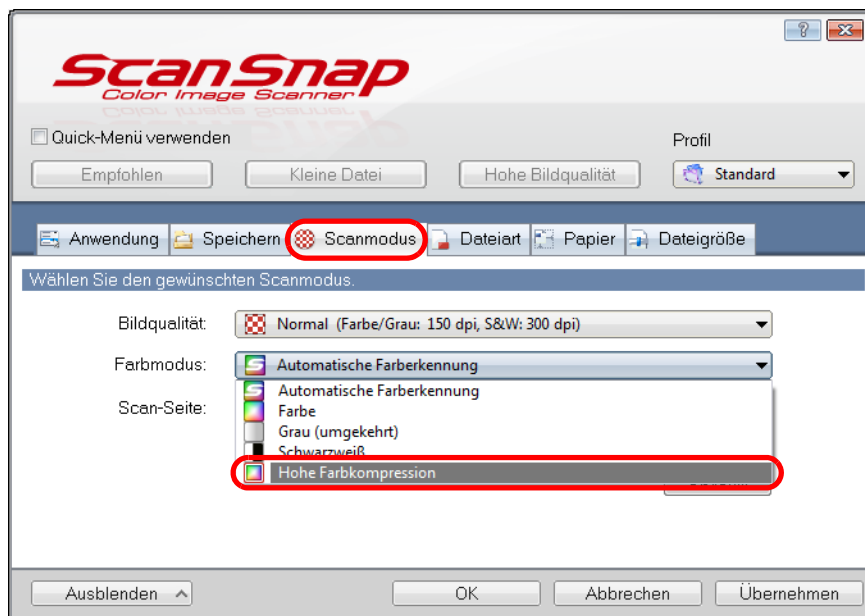 ScanSnap
Color Image Scanner
Quick-Menü verwenden
Profil
Empfohlen
Kleine Datei
Hohe Bildqualität
Standard
Anwendung
Speichern
Scanmodus
Dateiart
Papier
Dateigröße
Wählen Sie den gewünschten Scanmodus.
Bildqualität:
Normal (Farbe/Grau: 150 dpi, S&W: 300 dpi)
Farbmodus:
Automatische Farberkennung
Automatische Farberkennung
Scan-Seite:
Farbe
Grau (umgekehrt)
Schwarzweiß
Hohe Farbkompression
Ausblenden
OK
Abbrechen
Übernehmen